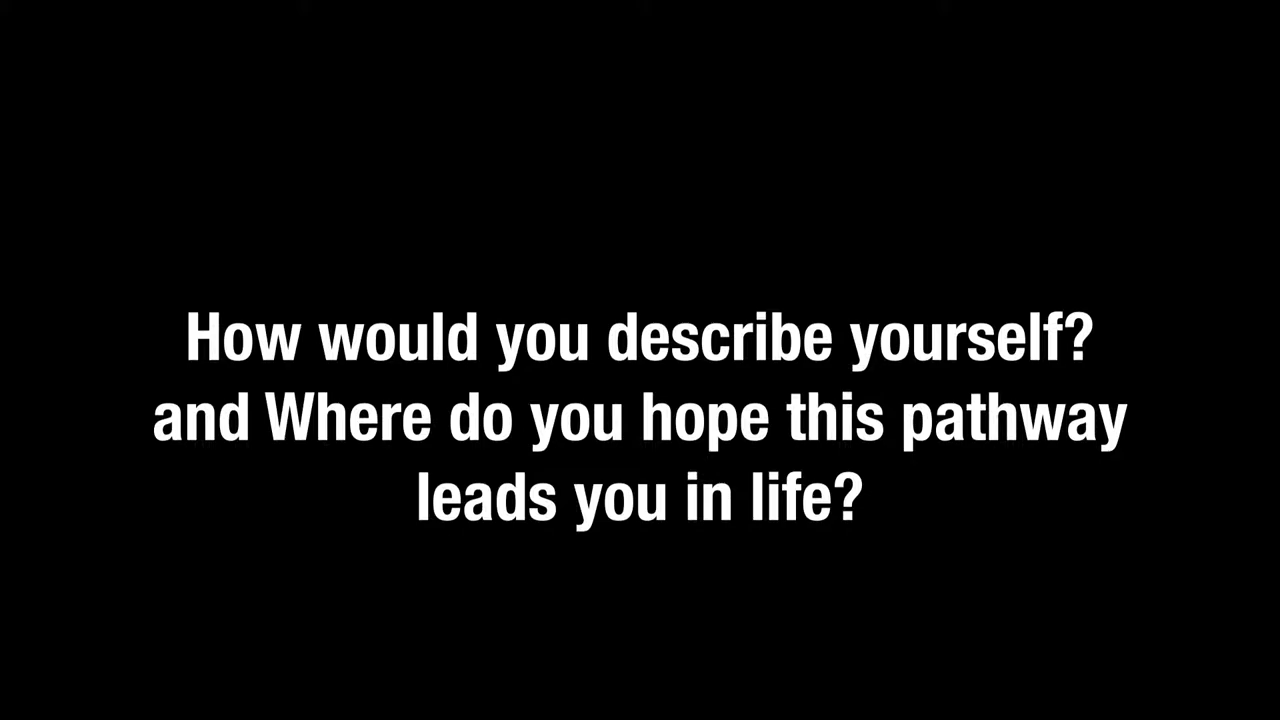 How would you describe yourself?
and Where do you hope this pathway
leads you in life?